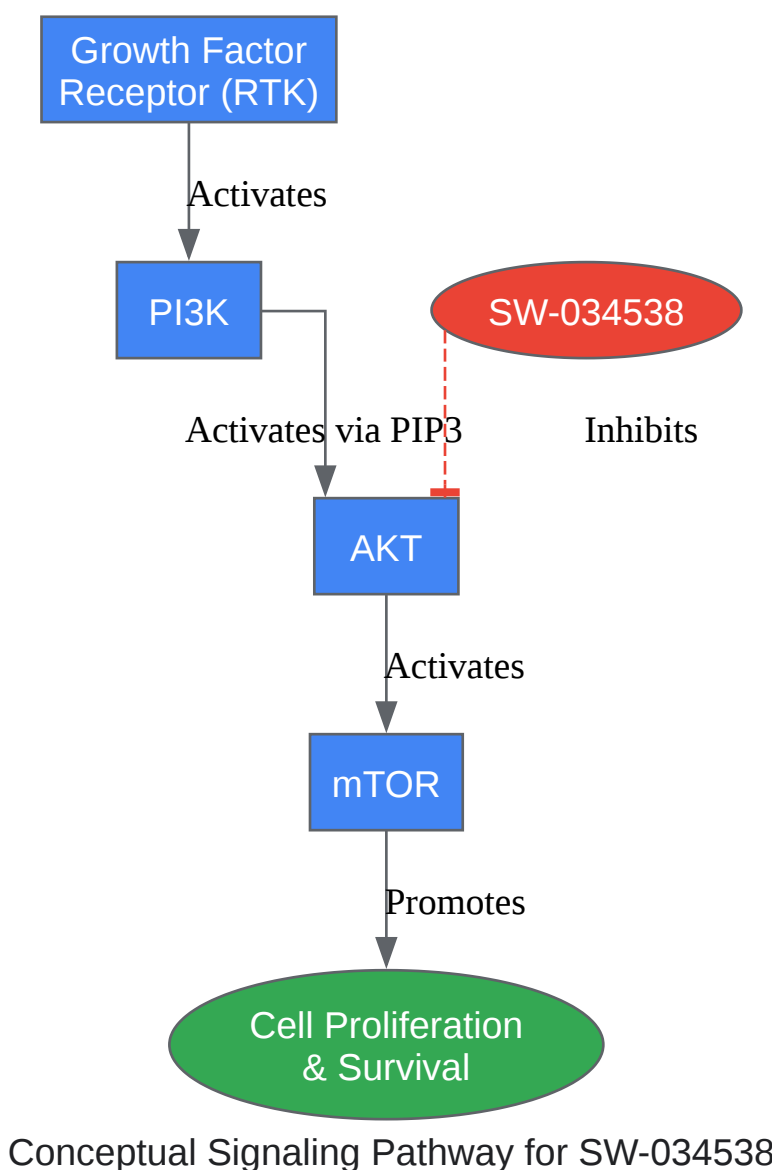 Growth Factor
Receptor (RTK)
Activates
PI3K
SW-034538
Activates via PIP3
Inhibits
AKT
Activates
mTOR
Promotes
Cell Proliferation
& Survival
Conceptual Signaling Pathway for SW-034538